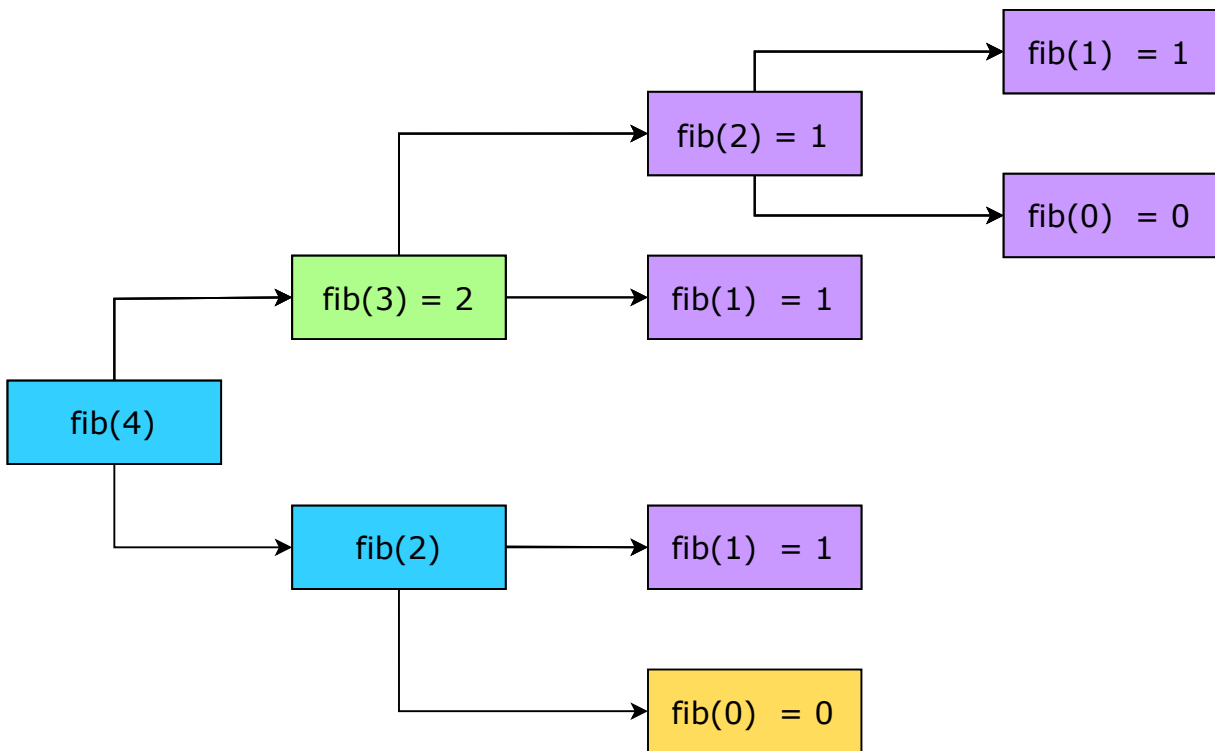 fib(1)  = 1
fib(2) = 1
fib(0)  = 0
fib(3) = 2
fib(1)  = 1
fib(4)
fib(2)
fib(1)  = 1
fib(0)  = 0